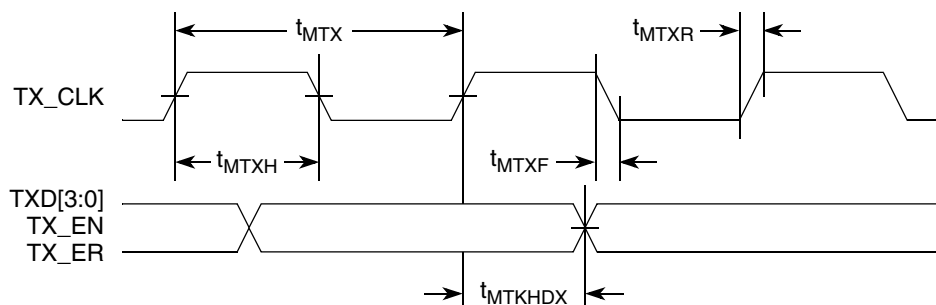 tMTX
tMTXR
TX_CLK
tMTXH
tMTXF
TXD[3:0]
TX_EN
TX_ER
tMTKHDX